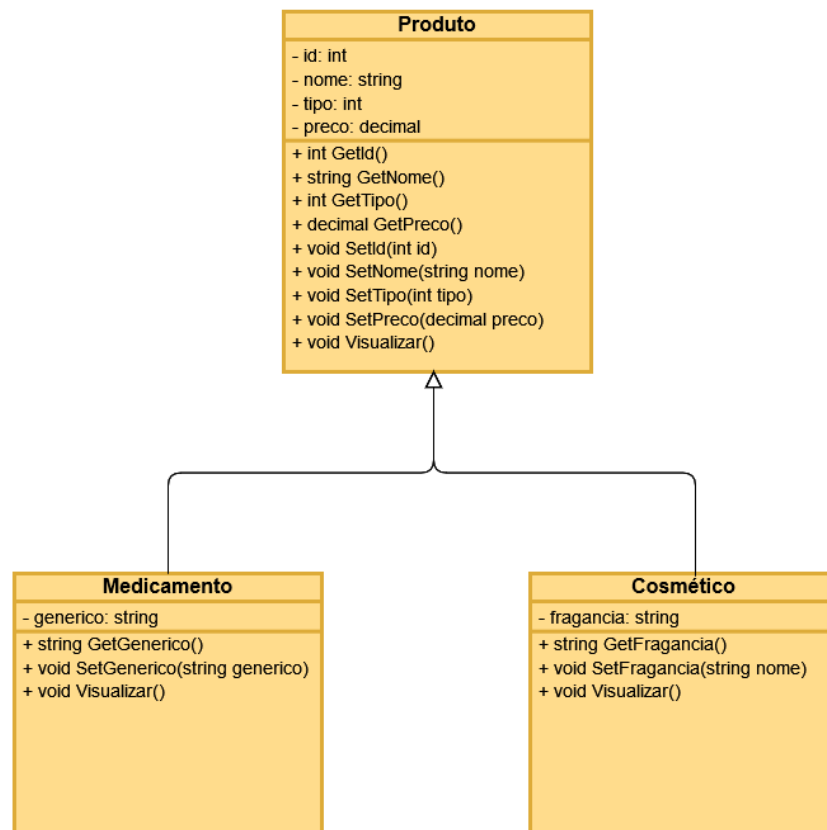 Produto
- id: int
- nome: string
- tipo: int
- preco: decimal
+ int GetId()
+ string GetNome()
+ int GetTipo()
+ decimal GetPreco()
+ void SetId(int id)
+ void SetNome(string nome)
+ void SetTipo(int tipo)
+ void SetPreco(decimal preco)
+ void Visualizar()
Medicamento
- generico: string
+ string GetGenerico()
+ void SetGenerico(string generico)
+ void Visualizar()
Cosmético
- fragancia: string
+ string GetFragancia()
+ void SetFragancia(string nome)
+ void Visualizar()